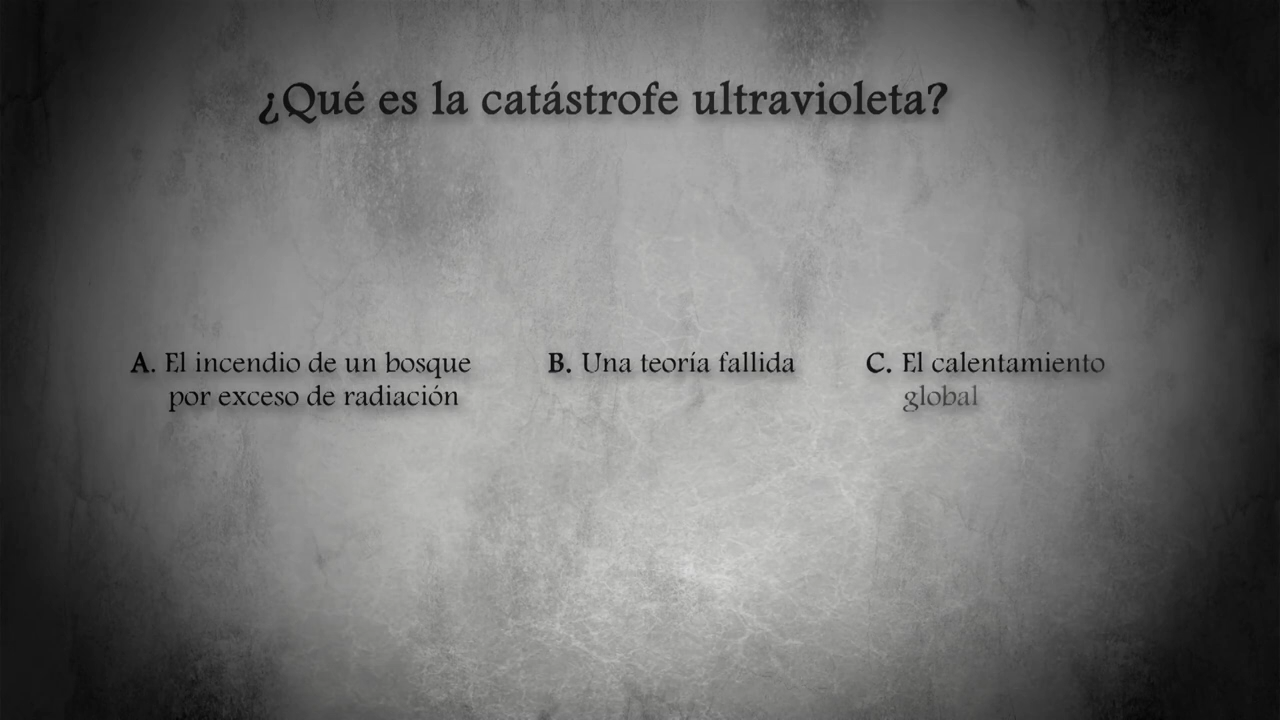 ¿Qué es la catástrofe ultravioleta?
A. El incendio de un bosque
por exceso de radiación
B. Una teoría fallida
C. El calentamiento
global